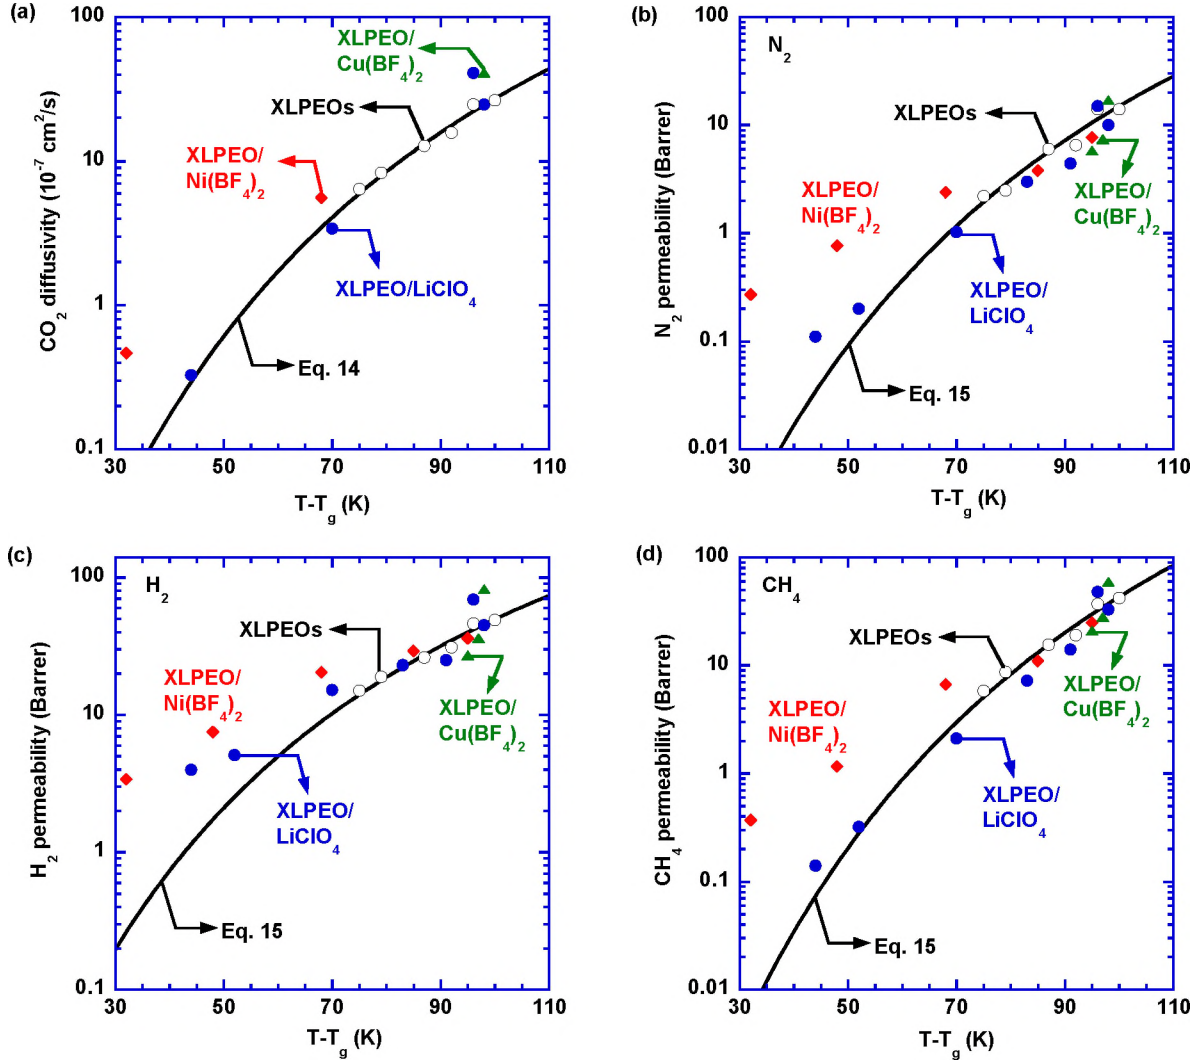 (a)
100
10
1
0.1
CO2 diffusivity (10-7 cm2/s)
XLPEO/
Cu(BF4)2
XLPEOs
XLPEO/
Ni(BF4)2
XLPEO/LiClO4
Eq. 14
30
50
70
90
110
T-Tg (K)
(b)
100
10
1
0.1
0.01
N2 permeability (Barrer)
N2
XLPEOs
XLPEO/
Ni(BF4)2
XLPEO/
Cu(BF4)2
XLPEO/
LiClO4
Eq. 15
30
50
70
90
110
T-Tg (K)
(c)
100
10
1
0.1
H2 permeability (Barrer)
H2
XLPEOs
XLPEO/
Ni(BF4)2
XLPEO/
Cu(BF4)2
XLPEO/
LiClO4
Eq. 15
30
50
70
90
110
T-Tg (K)
(d)
100
10
1
0.1
0.01
CH4 permeability (Barrer)
CH4
XLPEOs
XLPEO/
Ni(BF4)2
XLPEO/
Cu(BF4)2
XLPEO/
LiClO4
Eq. 15
30
50
70
90
110
T-Tg (K)